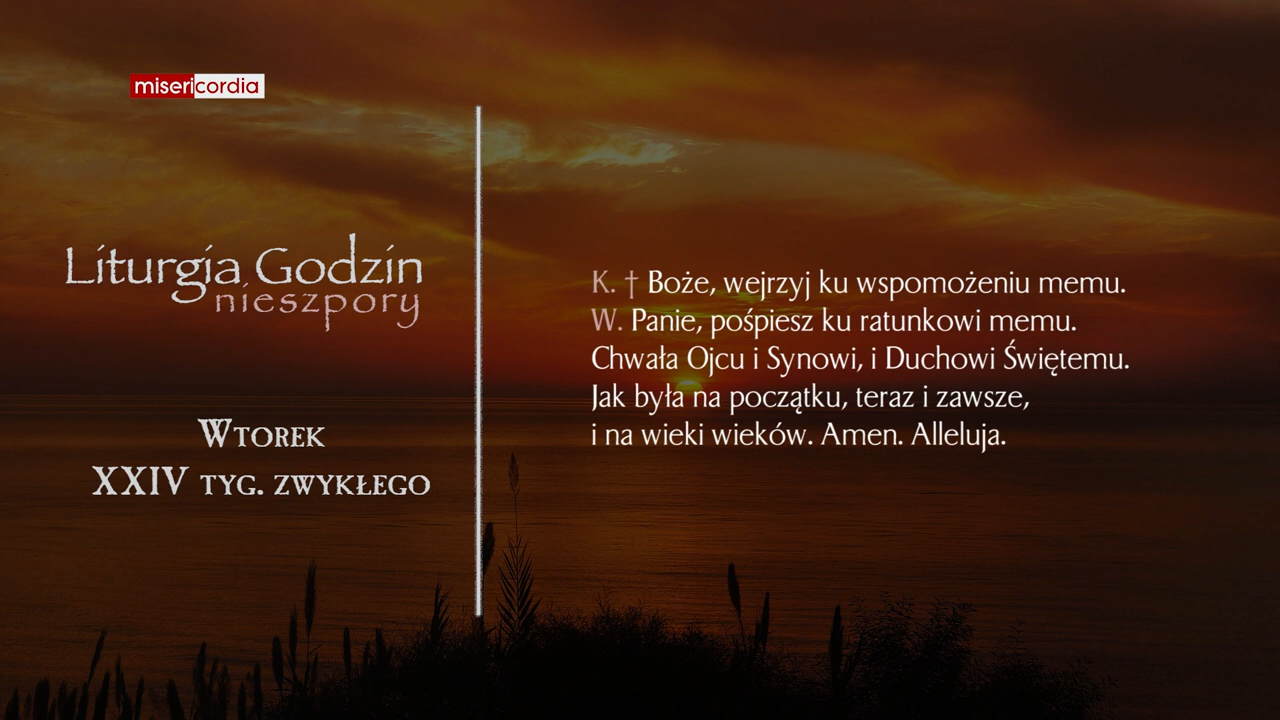 misericordia
Liturgia Godzin
nieszpory
Wtorek
XXIV tyg. zwykłego
K. † Boże, wejrzyj ku wspomożeniu memu.
W. Panie, pośpiesz ku ratunkowi memu.
Chwała Ojcu i Synowi, i Duchowi Świętemu.
Jak była na początku, teraz i zawsze,
i na wieki wieków. Amen. Alleluja.